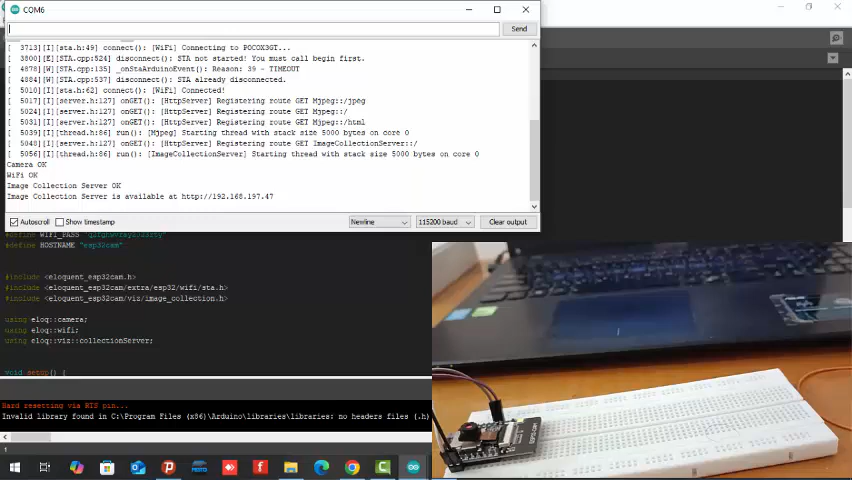 COM6
Send
[  3713][I][sta.h:49] connect(): [WiFi] Connecting to POCOX3GT...
[  3800][E][STA.cpp:524] disconnect(): STA not started! You must call begin first.
[  4878][W][STA.cpp:135] _onStaArduinoEvent(): Reason: 39 - TIMEOUT
[  4884][W][STA.cpp:537] disconnect(): STA already disconnected.
[  5010][I][sta.h:62] connect(): [WiFi] Connected!
[  5017][I][server.h:127] onGET(): [HttpServer] Registering route GET Mjpeg::/jpeg
[  5024][I][server.h:127] onGET(): [HttpServer] Registering route GET Mjpeg::/
[  5031][I][server.h:127] onGET(): [HttpServer] Registering route GET Mjpeg::/html
[  5039][I][thread.h:86] run(): [Mjpeg] Starting thread with stack size 5000 bytes on core 0
[  5048][I][server.h:127] onGET(): [HttpServer] Registering route GET ImageCollectionServer::/
[  5056][I][thread.h:86] run(): [ImageCollectionServer] Starting thread with stack size 5000 bytes on core 0
Camera OK
WiFi OK
Image Collection Server OK
Image Collection Server is available at http://192.168.197.47
Autoscroll
Show timestamp
Newline
115200 baud
Clear output
#define WIFI_PASS
#define HOSTNAME "esp32cam"
#include <eloquent_esp32cam.h>
#include <eloquent_esp32cam/extra/esp32/wifi/sta.h>
#include <eloquent_esp32cam/viz/image_collection.h>
using eloq::camera;
using eloq::wifi;
using eloq::viz::collectionServer;
void setup() {
Hard resetting via RTS pin...
Invalid library found in C:\Program Files (x86)\Arduino\libraries\libraries: no headers files (.h)
1
ESP32-CAM